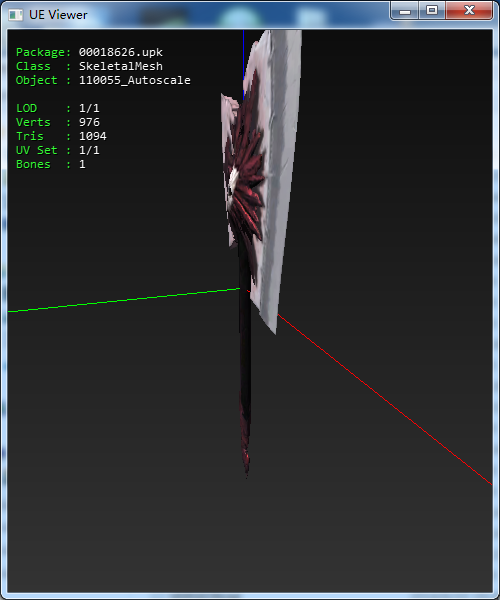 UE Viewer
Package: 00018626.upk
Class : SkeletalMesh
Object : 110055_Autoscale
LOD : 1/1
Verts : 976
Tris : 1094
UV Set : 1/1
Bones : 1